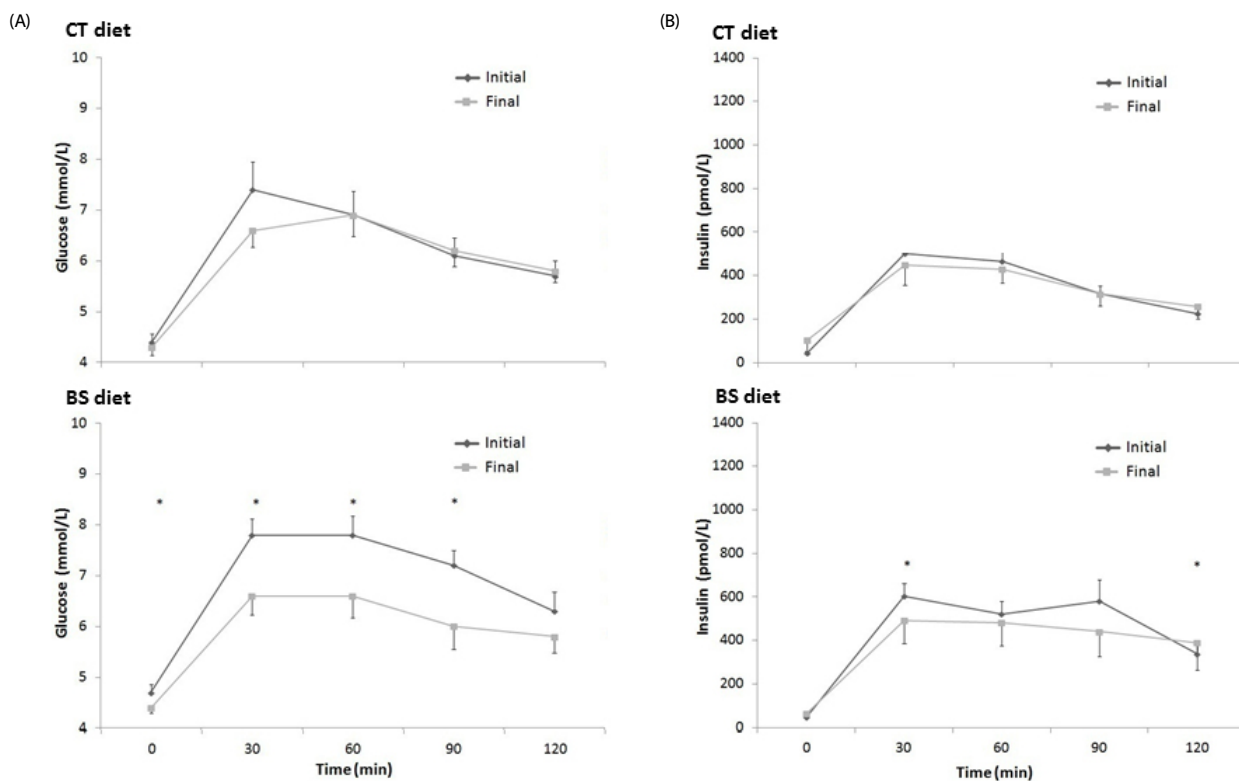 (A)
CT diet
10
9
8
7
6
5
4
Glucose (mmol/L)
Initial
Final
BS diet
10
9
8
7
6
5
4
Glucose (mmol/L)
Initial
Final
* * * *
0 30 60 90 120
Time (min)
(B)
CT diet
1400
1200
1000
800
600
400
200
0
Insulin (pmol/L)
Initial
Final
BS diet
1400
1200
1000
800
600
400
200
0
Insulin (pmol/L)
Initial
Final
* *
0 30 60 90 120
Time (min)